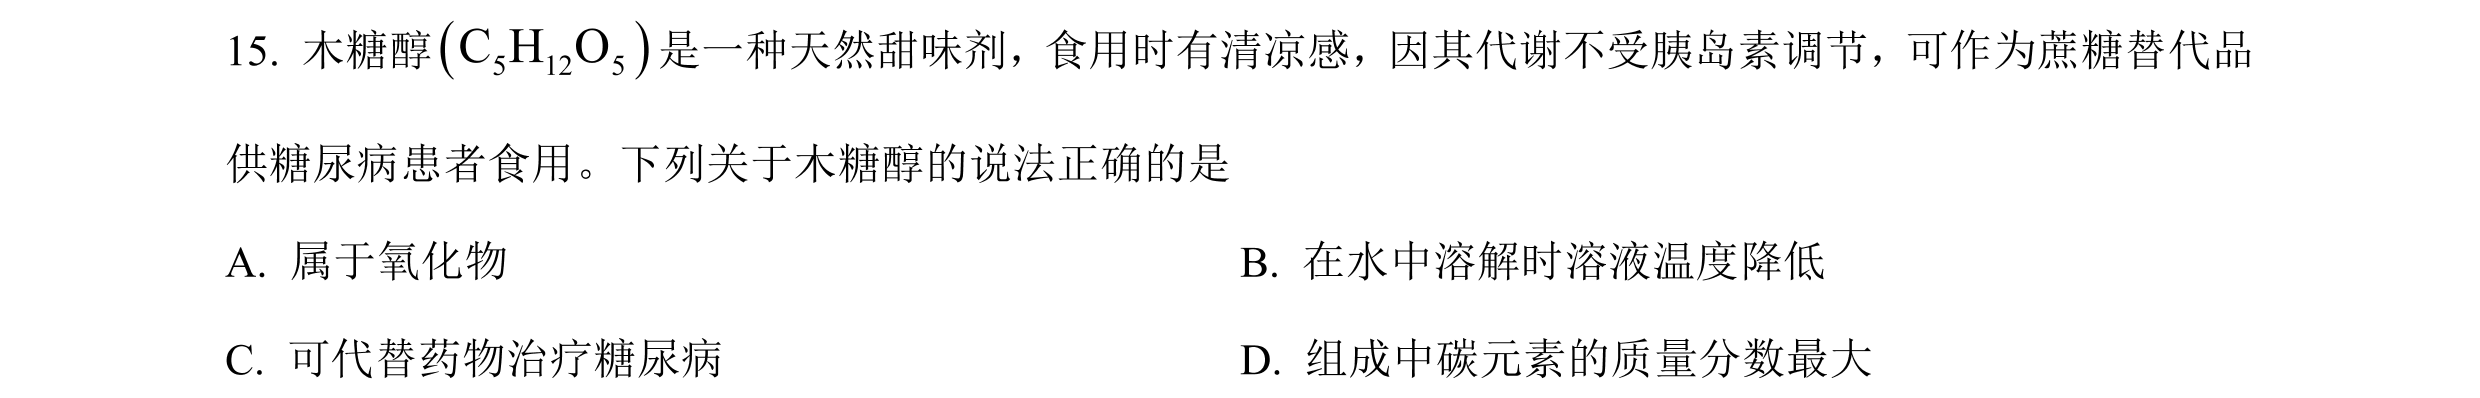 15. 木糖醇(C₅H₁₂O₅)是一种天然甜味剂，食用时有清凉感，因其代谢不受胰岛素调节，可作为蔗糖替代品
供糖尿病患者食用。下列关于木糖醇的说法正确的是
A. 属于氧化物 B. 在水中溶解时溶液温度降低
C. 可代替药物治疗糖尿病 D. 组成中碳元素的质量分数最大